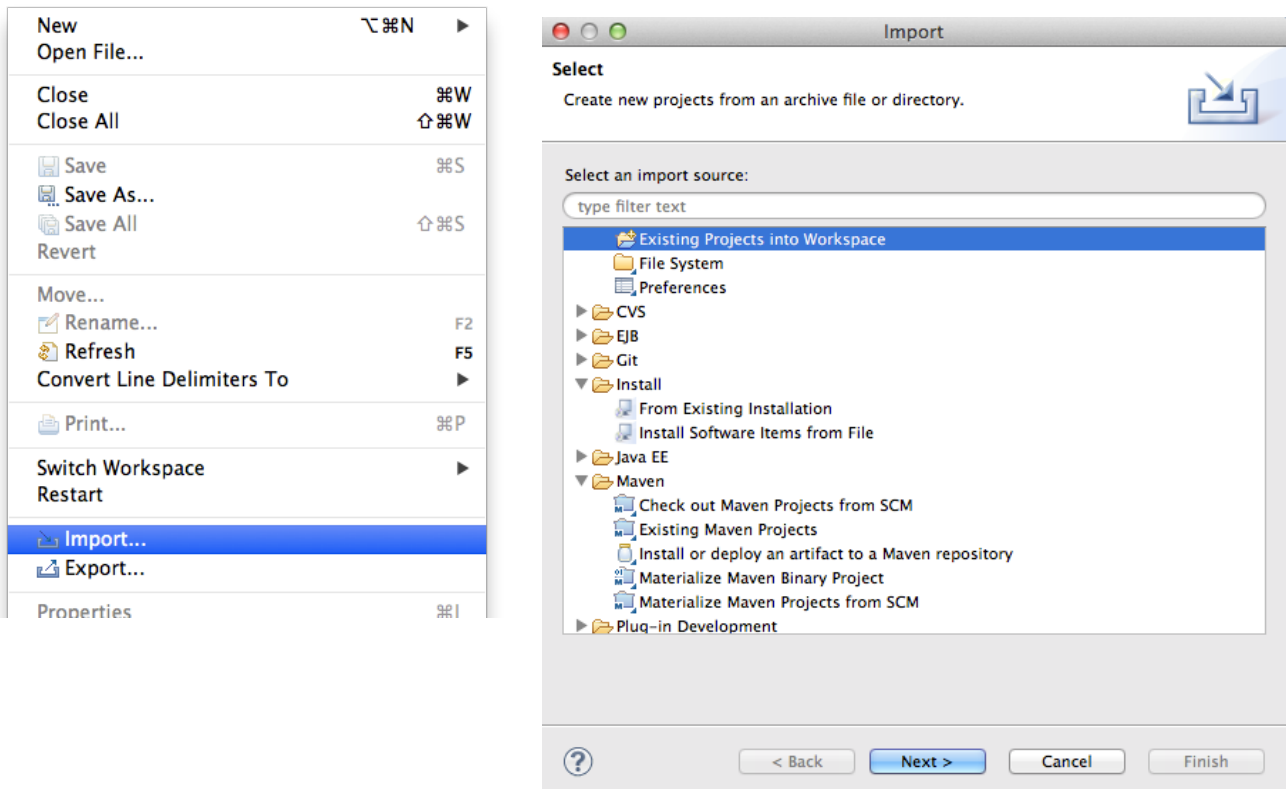 New ⌥⌘N
Open File...
Close ⌘W
Close All ⇧⌘W
Save ⌘S
Save As...
Save All ⇧⌘S
Revert
Move...
Rename... F2
Refresh F5
Convert Line Delimiters To
Print... ⌘P
Switch Workspace
Restart
Import...
Export...
Properties ⌘I
Import
Select
Create new projects from an archive file or directory.
Select an import source:
type filter text
Existing Projects into Workspace
File System
Preferences
CVS
EJB
Git
Install
From Existing Installation
Install Software Items from File
Java EE
Maven
Check out Maven Projects from SCM
Existing Maven Projects
Install or deploy an artifact to a Maven repository
Materialize Maven Binary Project
Materialize Maven Projects from SCM
Plug-in Development
? < Back Next > Cancel Finish